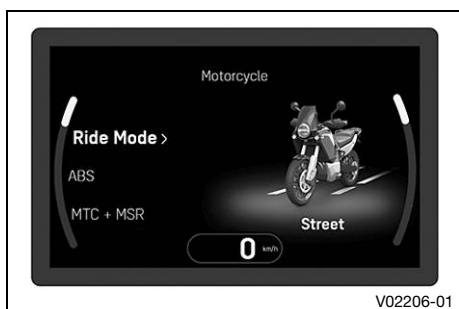 Motorcycle
Ride Mode >
ABS
MTC + MSR
Street
0 km/h
V02206-01